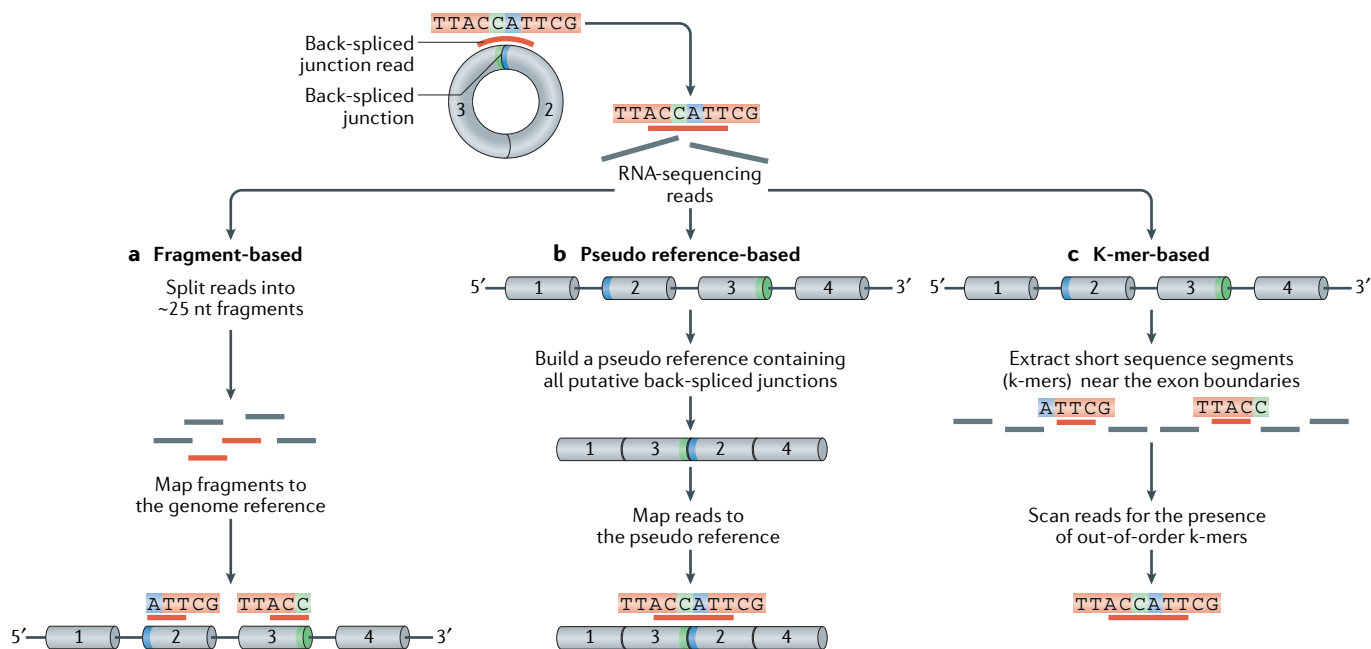 TTACCATTCG
Back-spliced
junction read
Back-spliced
junction
3 2
TTACCATTCG
RNA-sequencing
reads
a Fragment-based
Split reads into
~25 nt fragments
Map fragments to
the genome reference
ATTCG TTACC
5′ 1 2 3 4 3′
b Pseudo reference-based
5′ 1 2 3 4 3′
Build a pseudo reference containing
all putative back-spliced junctions
1 3 2 4
Map reads to
the pseudo reference
TTACCATTCG
1 3 2 4
c K-mer-based
5′ 1 2 3 4 3′
Extract short sequence segments
(k-mers) near the exon boundaries
ATTCG TTACC
Scan reads for the presence
of out-of-order k-mers
TTACCATTCG